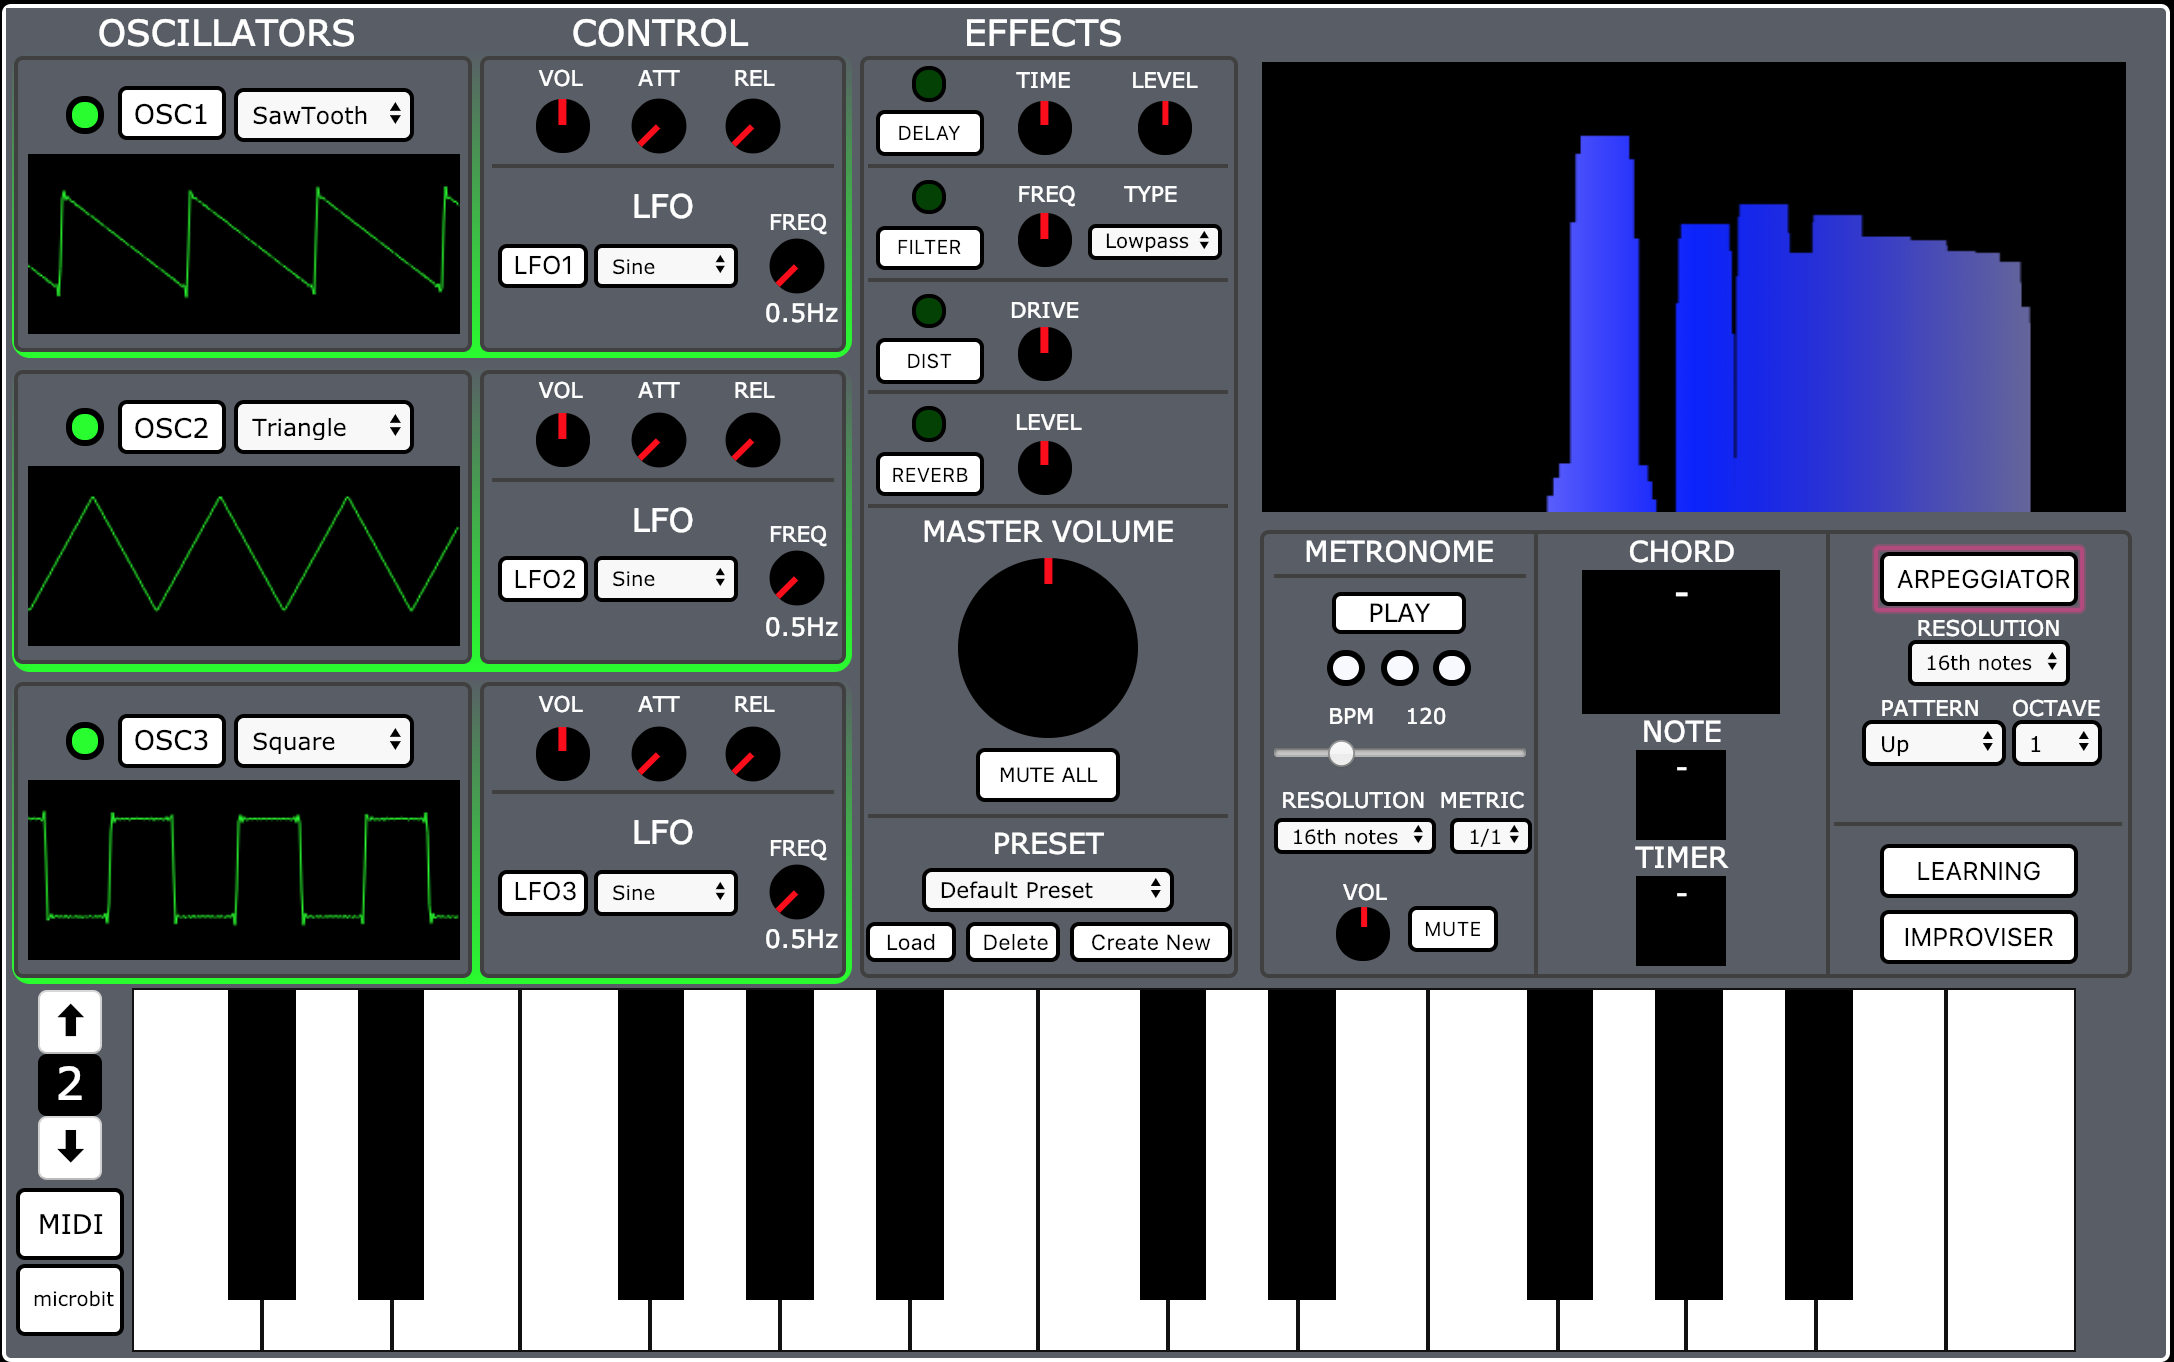 OSCILLATORS
OSC1 SawTooth
OSC2 Triangle
OSC3 Square
CONTROL
VOL ATT REL
LFO
FREQ
LFO1 Sine
0.5Hz
VOL ATT REL
LFO
FREQ
LFO2 Sine
0.5Hz
VOL ATT REL
LFO
FREQ
LFO3 Sine
0.5Hz
EFFECTS
TIME LEVEL
DELAY
FREQ TYPE
FILTER Lowpass
DRIVE
DIST
LEVEL
REVERB
MASTER VOLUME
MUTE ALL
PRESET
Default Preset
Load Delete Create New
METRONOME
PLAY
BPM 120
RESOLUTION METRIC
16th notes 1/1
VOL
MUTE
CHORD
-
NOTE
-
TIMER
-
ARPEGGIATOR
RESOLUTION
16th notes
PATTERN OCTAVE
Up 1
LEARNING
IMPROVISER
2
MIDI
microbit